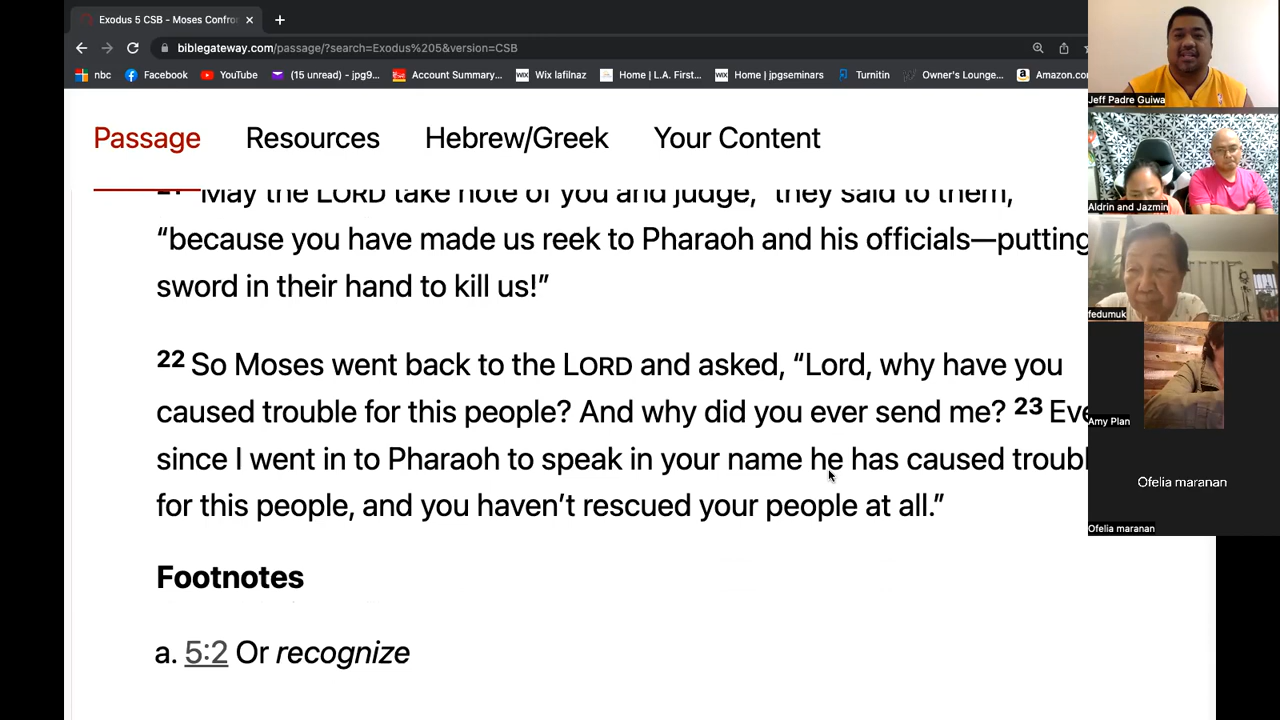 Exodus 5 CSB - Moses Confron
biblegateway.com/passage/?search=Exodus%205&version=CSB
nbc Facebook YouTube (15 unread) - jpg9... Account Summary... Wix lafilnaz Home | L.A. First... Home | jpgseminars Turnitin Owner's Lounge... Amazon.co
Jeff Padre Guiwa
Passage Resources Hebrew/Greek Your Content
21 "May the LORD take note of you and judge," they said to them,
"because you have made us reek to Pharaoh and his officials—putting
sword in their hand to kill us!"
Aldrin and Jazmin
fedumuk
22 So Moses went back to the LORD and asked, "Lord, why have you
caused trouble for this people? And why did you ever send me? 23 Eve
since I went in to Pharaoh to speak in your name he has caused troubl
for this people, and you haven't rescued your people at all."
Amy Plan
Ofelia maranan
Ofelia maranan
Footnotes
a. 5:2 Or recognize